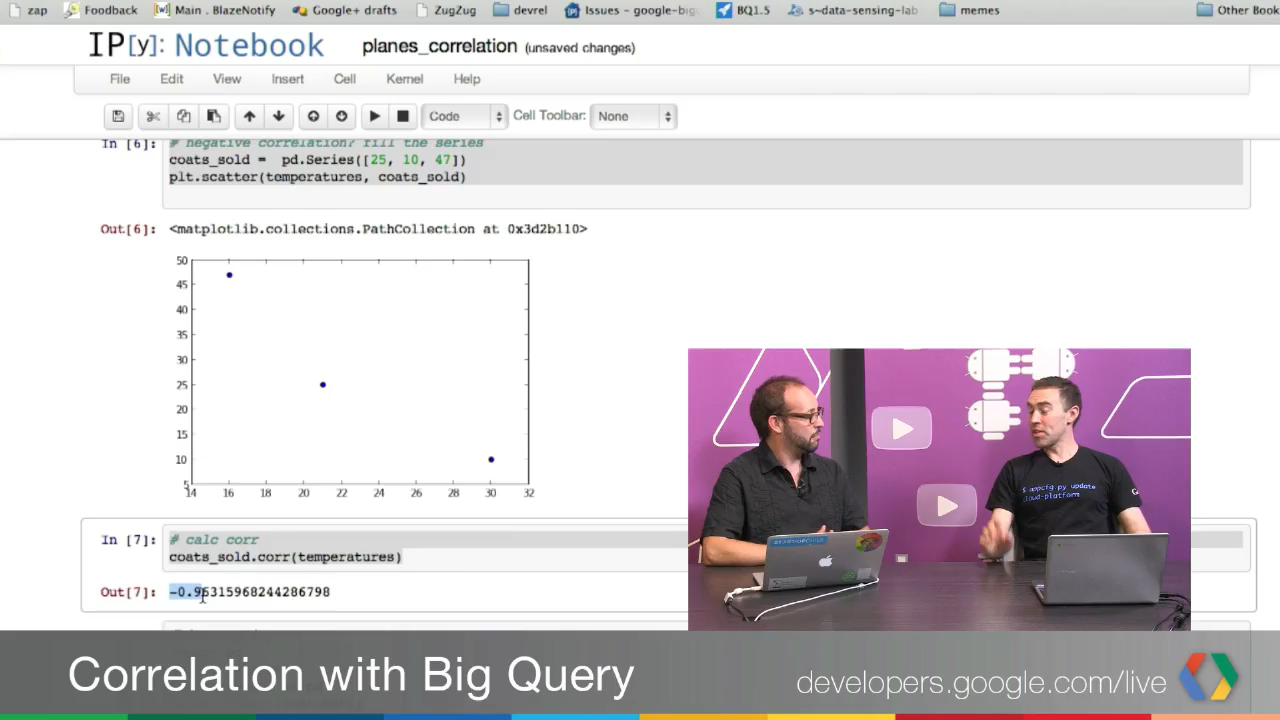 zap Foodback Main . BlazeNotify Google+ drafts ZugZug devrel Issues - google-big BQ1.5 s~data-sensing-lab memes Other Book
IP[y]: Notebook planes_correlation (unsaved changes)
File Edit View Insert Cell Kernel Help
Code Cell Toolbar: None
In [6]: # negative correlation? fill the series
coats_sold = pd.Series([25, 10, 47])
plt.scatter(temperatures, coats_sold)
Out[6]: <matplotlib.collections.PathCollection at 0x3d2b110>
50
45
40
35
30
25
20
15
10
5
14 16 18 20 22 24 26 28 30 32
In [7]: # calc corr
coats_sold.corr(temperatures)
Out[7]: -0.96315968244286798
$ appcfg.py update
cloud-platform
Correlation with Big Query
developers.google.com/live